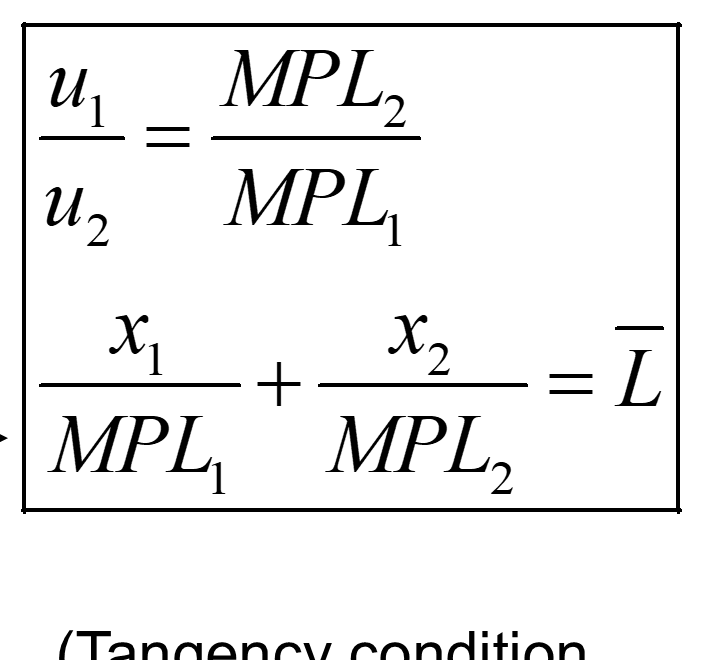 u₁/u₂ = MPL₂/MPL₁
x₁/MPL₁ + x₂/MPL₂ = L̅
(Tangency condition